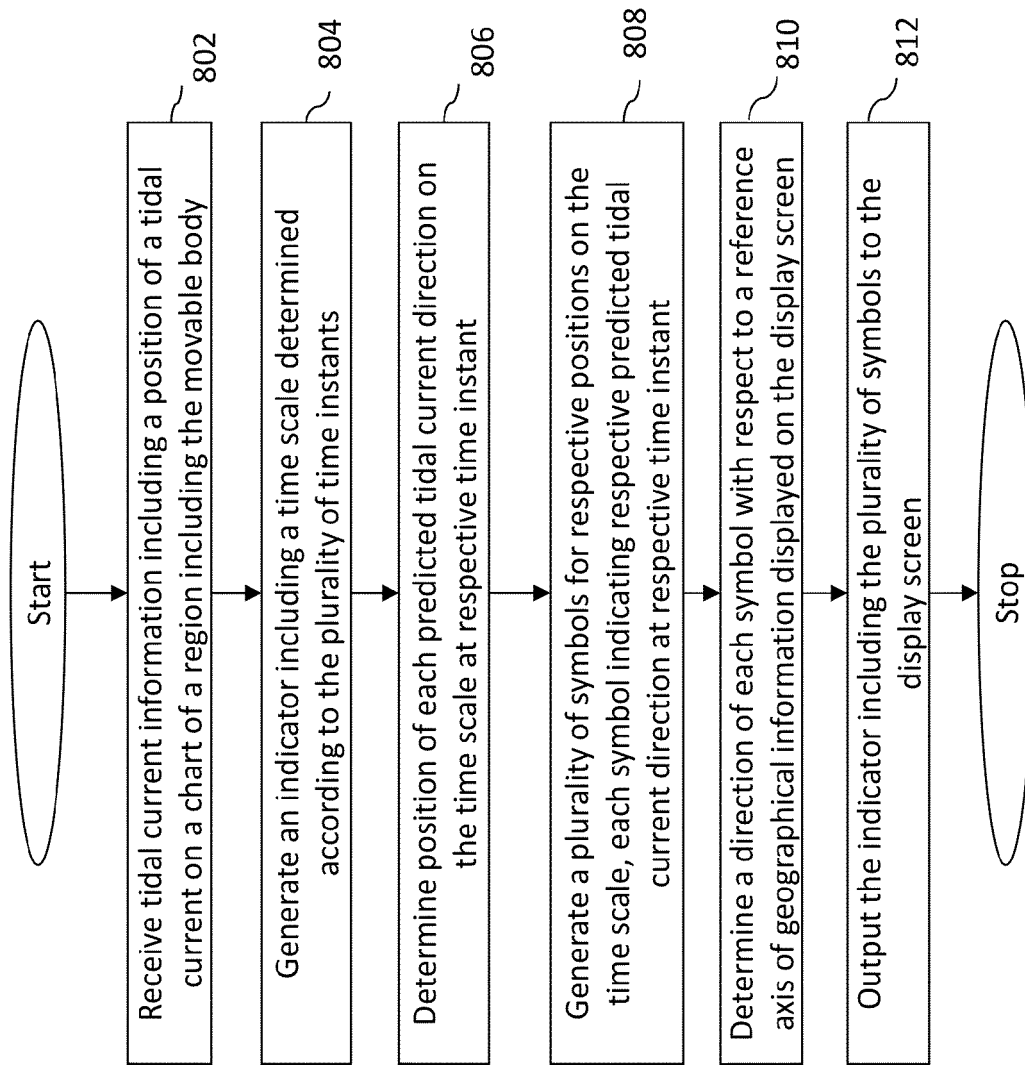 Start
Receive tidal current information including a position of a tidal
current on a chart of a region including the movable body
802
Generate an indicator including a time scale determined
according to the plurality of time instants
804
Determine position of each predicted tidal current direction on
the time scale at respective time instant
806
Generate a plurality of symbols for respective positions on the
time scale, each symbol indicating respective predicted tidal
current direction at respective time instant
808
Determine a direction of each symbol with respect to a reference
axis of geographical information displayed on the display screen
810
Output the indicator including the plurality of symbols to the
display screen
812
Stop